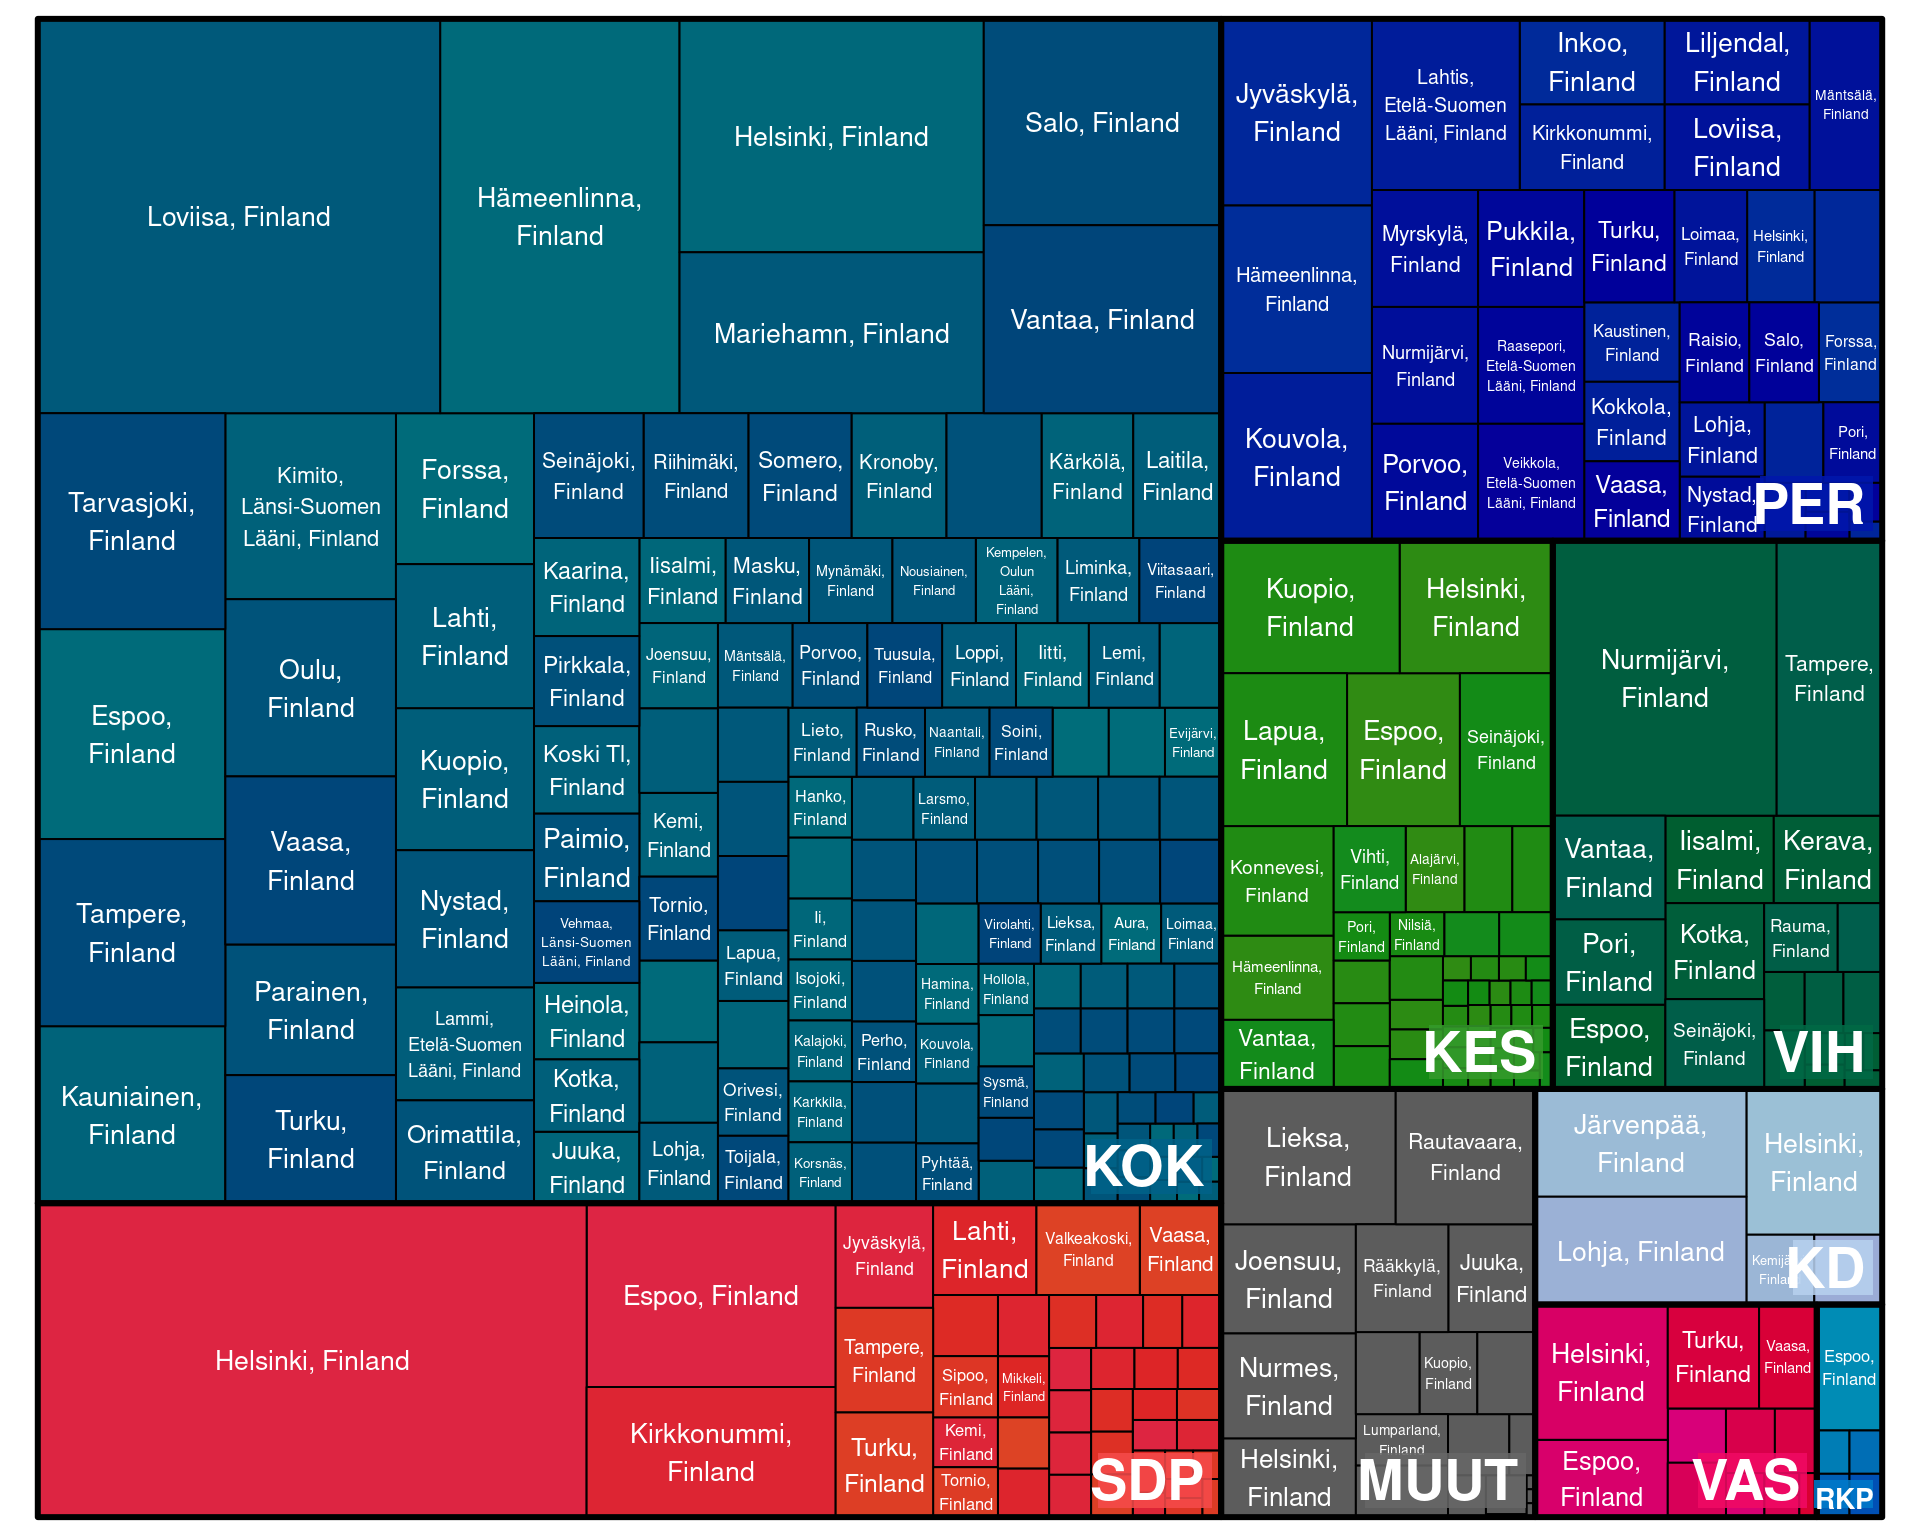 Loviisa, Finland
Hämeenlinna,
Finland
Helsinki, Finland
Mariehamn, Finland
Salo, Finland
Vantaa, Finland
Tarvasjoki,
Finland
Espoo,
Finland
Tampere,
Finland
Kauniainen,
Finland
Kimito,
Länsi-Suomen
Lääni, Finland
Oulu,
Finland
Vaasa,
Finland
Parainen,
Finland
Turku,
Finland
Forssa,
Finland
Lahti,
Finland
Kuopio,
Finland
Nystad,
Finland
Lammi,
Etelä-Suomen
Lääni, Finland
Orimattila,
Finland
Seinäjoki,
Finland
Riihimäki,
Finland
Somero,
Finland
Kronoby,
Finland
Kärkölä,
Finland
Laitila,
Finland
Kaarina,
Finland
Pirkkala,
Finland
Koski Tl,
Finland
Paimio,
Finland
Vehmaa,
Länsi-Suomen
Lääni, Finland
Heinola,
Finland
Kotka,
Finland
Juuka,
Finland
Iisalmi,
Finland
Masku,
Finland
Mynämäki,
Finland
Nousiainen,
Finland
Kempelen,
Oulun
Lääni,
Finland
Liminka,
Finland
Viitasaari,
Finland
Joensuu,
Finland
Mäntsälä,
Finland
Porvoo,
Finland
Tuusula,
Finland
Loppi,
Finland
Iitti,
Finland
Lemi,
Finland
Kemi,
Finland
Tornio,
Finland
Lohja,
Finland
Lapua,
Finland
Orivesi,
Finland
Toijala,
Finland
Lieto,
Finland
Rusko,
Finland
Naantali,
Finland
Soini,
Finland
Evijärvi,
Finland
Hanko,
Finland
Larsmo,
Finland
Ii,
Finland
Isojoki,
Finland
Kalajoki,
Finland
Karkkila,
Finland
Korsnäs,
Finland
Perho,
Finland
Virolahti,
Finland
Lieksa,
Finland
Aura,
Finland
Loimaa,
Finland
Hamina,
Finland
Hollola,
Finland
Kouvola,
Finland
Sysmä,
Finland
Pyhtää,
Finland
KOK
Jyväskylä,
Finland
Hämeenlinna,
Finland
Kouvola,
Finland
Lahtis,
Etelä-Suomen
Lääni, Finland
Inkoo,
Finland
Kirkkonummi,
Finland
Liljendal,
Finland
Loviisa,
Finland
Mäntsälä,
Finland
Myrskylä,
Finland
Pukkila,
Finland
Turku,
Finland
Loimaa,
Finland
Helsinki,
Finland
Nurmijärvi,
Finland
Raasepori,
Etelä-Suomen
Lääni, Finland
Kaustinen,
Finland
Raisio,
Finland
Salo,
Finland
Forssa,
Finland
Kokkola,
Finland
Porvoo,
Finland
Veikkola,
Etelä-Suomen
Lääni, Finland
Vaasa,
Finland
Lohja,
Finland
Pori,
Finland
Nystad,
Finland
PER
Kuopio,
Finland
Helsinki,
Finland
Lapua,
Finland
Espoo,
Finland
Seinäjoki,
Finland
Konnevesi,
Finland
Vihti,
Finland
Alajärvi,
Finland
Pori,
Finland
Nilsiä,
Finland
Hämeenlinna,
Finland
Vantaa,
Finland
KES
Nurmijärvi,
Finland
Tampere,
Finland
Vantaa,
Finland
Iisalmi,
Finland
Kerava,
Finland
Pori,
Finland
Kotka,
Finland
Rauma,
Finland
Espoo,
Finland
Seinäjoki,
Finland
VIH
Helsinki, Finland
Espoo, Finland
Kirkkonummi,
Finland
Jyväskylä,
Finland
Tampere,
Finland
Turku,
Finland
Lahti,
Finland
Valkeakoski,
Finland
Vaasa,
Finland
Sipoo,
Finland
Mikkeli,
Finland
Kemi,
Finland
Tornio,
Finland
SDP
Lieksa,
Finland
Rautavaara,
Finland
Joensuu,
Finland
Rääkkylä,
Finland
Juuka,
Finland
Nurmes,
Finland
Kuopio,
Finland
Lumparland,
Finland
Helsinki,
Finland
MUUT
Järvenpää,
Finland
Helsinki,
Finland
Lohja, Finland
KD
Helsinki,
Finland
Turku,
Finland
Vaasa,
Finland
Espoo,
Finland
VAS
Espoo,
Finland
RKP